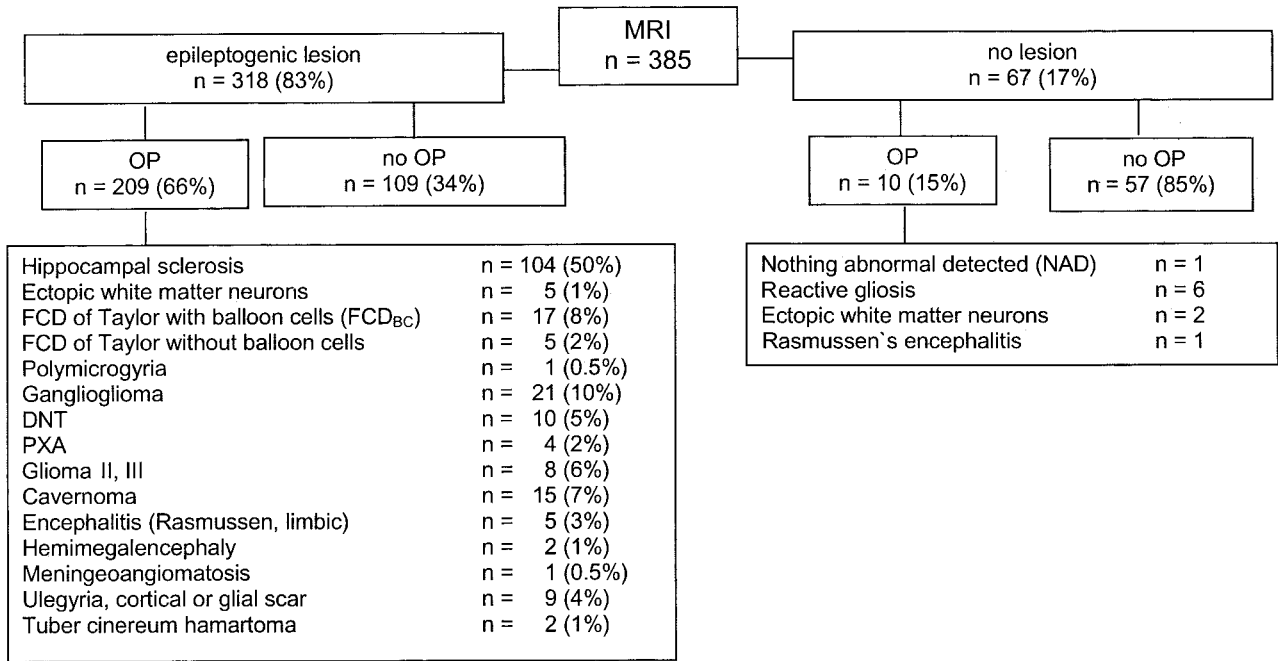 MRI
n = 385
epileptogenic lesion
n = 318 (83%)
no lesion
n = 67 (17%)
OP
n = 209 (66%)
no OP
n = 109 (34%)
OP
n = 10 (15%)
no OP
n = 57 (85%)
Hippocampal sclerosis n = 104 (50%)
Ectopic white matter neurons n = 5 (1%)
FCD of Taylor with balloon cells (FCDBC) n = 17 (8%)
FCD of Taylor without balloon cells n = 5 (2%)
Polymicrogyria n = 1 (0.5%)
Ganglioglioma n = 21 (10%)
DNT n = 10 (5%)
PXA n = 4 (2%)
Glioma II, III n = 8 (6%)
Cavernoma n = 15 (7%)
Encephalitis (Rasmussen, limbic) n = 5 (3%)
Hemimegalencephaly n = 2 (1%)
Meningeoangiomatosis n = 1 (0.5%)
Ulegyria, cortical or glial scar n = 9 (4%)
Tuber cinereum hamartoma n = 2 (1%)
Nothing abnormal detected (NAD) n = 1
Reactive gliosis n = 6
Ectopic white matter neurons n = 2
Rasmussen`s encephalitis n = 1